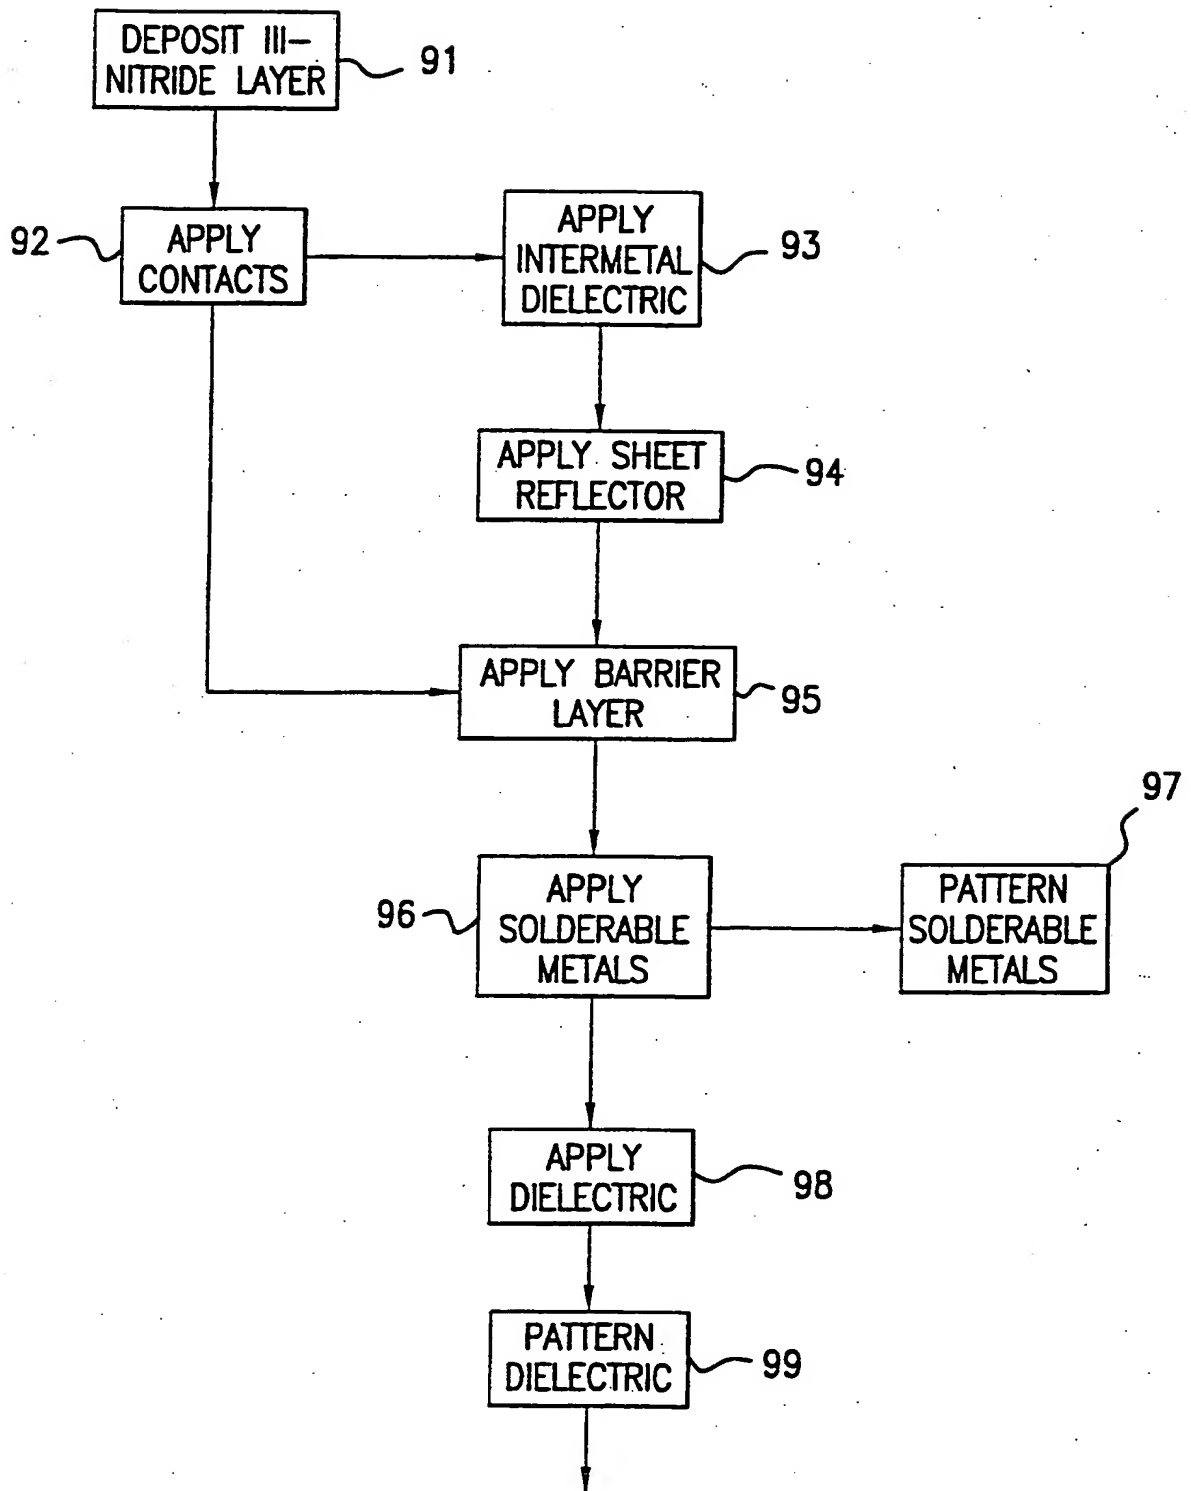 DEPOSIT III-
NITRIDE LAYER
91
92
APPLY
CONTACTS
APPLY
INTERMETAL
DIELECTRIC
93
APPLY SHEET
REFLECTOR
94
APPLY BARRIER
LAYER
95
97
96
APPLY
SOLDERABLE
METALS
PATTERN
SOLDERABLE
METALS
APPLY
DIELECTRIC
98
PATTERN
DIELECTRIC
99